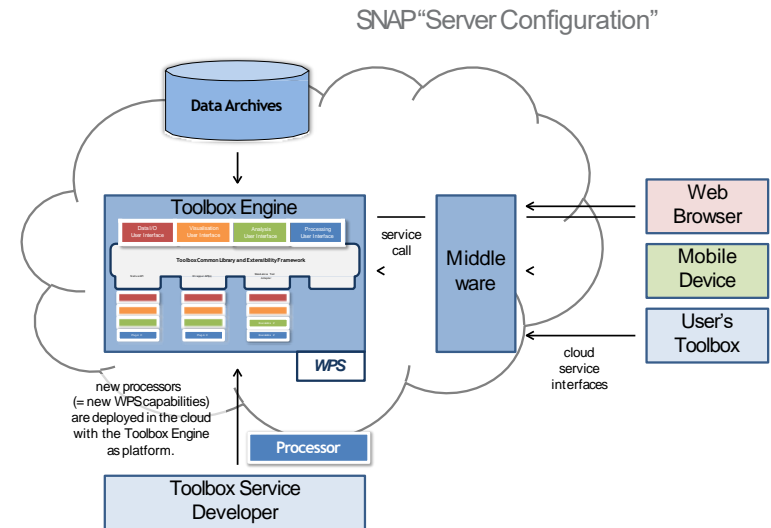 SNAP "Server Configuration"
Data Archives
Toolbox Engine
Data I/O
User Interface
Visualisation
User Interface
Analysis
User Interface
Processing
User Interface
Toolbox Common Library and Extensibility Framework
WPS
service
call
Middle
ware
Web
Browser
Mobile
Device
User's
Toolbox
cloud
service
interfaces
new processors
(= new WPS capabilities)
are deployed in the cloud
with the Toolbox Engine
as platform.
Processor
Toolbox Service
Developer